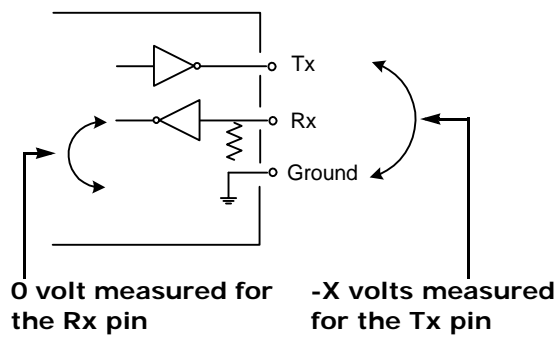 Tx
Rx
Ground
0 volt measured for
the Rx pin
-X volts measured
for the Tx pin